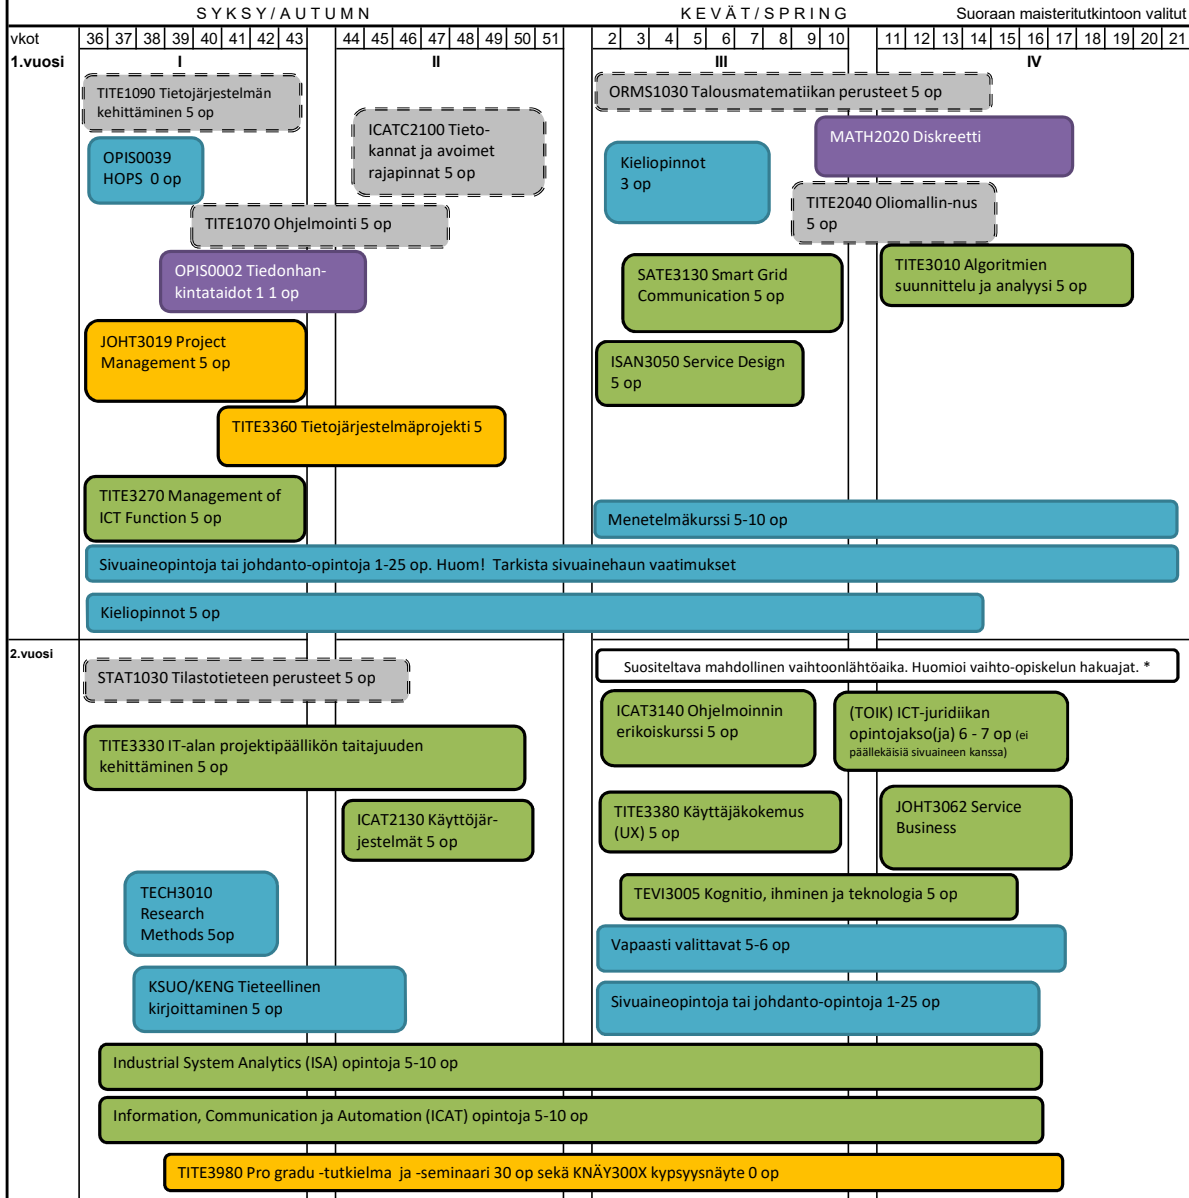 SYKSY/AUTUMN KEVÄT/SPRING Suoraan maisteritutkintoon valitut
vkot 36 37 38 39 40 41 42 43 44 45 46 47 48 49 50 51 2 3 4 5 6 7 8 9 10 11 12 13 14 15 16 17 18 19 20 21
1.vuosi I II III IV
TITE1090 Tietojärjestelmän
kehittäminen 5 op
ICATC2100 Tieto-
kannat ja avoimet
rajapinnat 5 op
ORMS1030 Talousmatematiikan perusteet 5 op
OPIS0039
HOPS 0 op
Kieliopinnot
3 op
MATH2020 Diskreetti
TITE1070 Ohjelmointi 5 op
TITE2040 Oliomallin-nus
5 op
OPIS0002 Tiedonhan-
kintataidot 1 1 op
SATE3130 Smart Grid
Communication 5 op
TITE3010 Algoritmien
suunnittelu ja analyysi 5 op
JOHT3019 Project
Management 5 op
ISAN3050 Service Design
5 op
TITE3360 Tietojärjestelmäprojekti 5
TITE3270 Management of
ICT Function 5 op
Menetelmäkurssi 5-10 op
Sivuaineopintoja tai johdanto-opintoja 1-25 op. Huom! Tarkista sivuainehaun vaatimukset
Kieliopinnot 5 op
2.vuosi
STAT1030 Tilastotieteen perusteet 5 op
Suositeltava mahdollinen vaihtoonlähtöaika. Huomioi vaihto-opiskelun hakuajat. *
TITE3330 IT-alan projektipäällikön taitajuuden
kehittäminen 5 op
ICAT3140 Ohjelmoinnin
erikoiskurssi 5 op
(TOIK) ICT-juridiikan
opintojakso(ja) 6 - 7 op (ei
päällekäisiä sivuaineen kanssa)
ICAT2130 Käyttöjär-
jestelmät 5 op
TITE3380 Käyttäjäkokemus
(UX) 5 op
JOHT3062 Service
Business
TECH3010
Research
Methods 5op
TEVI3005 Kognitio, ihminen ja teknologia 5 op
Vapaasti valittavat 5-6 op
KSUO/KENG Tieteellinen
kirjoittaminen 5 op
Sivuaineopintoja tai johdanto-opintoja 1-25 op
Industrial System Analytics (ISA) opintoja 5-10 op
Information, Communication ja Automation (ICAT) opintoja 5-10 op
TITE3980 Pro gradu -tutkielma ja -seminaari 30 op sekä KNÄY300X kypsyysnäyte 0 op